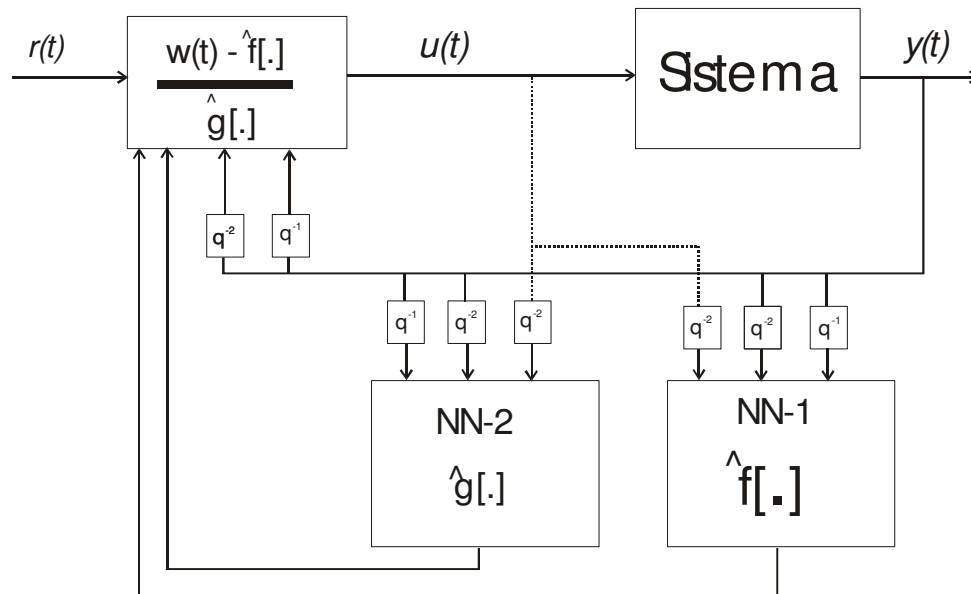 r(t)
w(t) - ^f[.]
^g[.]
u(t)
Sistema
y(t)
q⁻²
q⁻¹
q⁻¹
q⁻²
q⁻²
q⁻²
q⁻²
q⁻¹
NN-2
^g[.]
NN-1
^f[.]